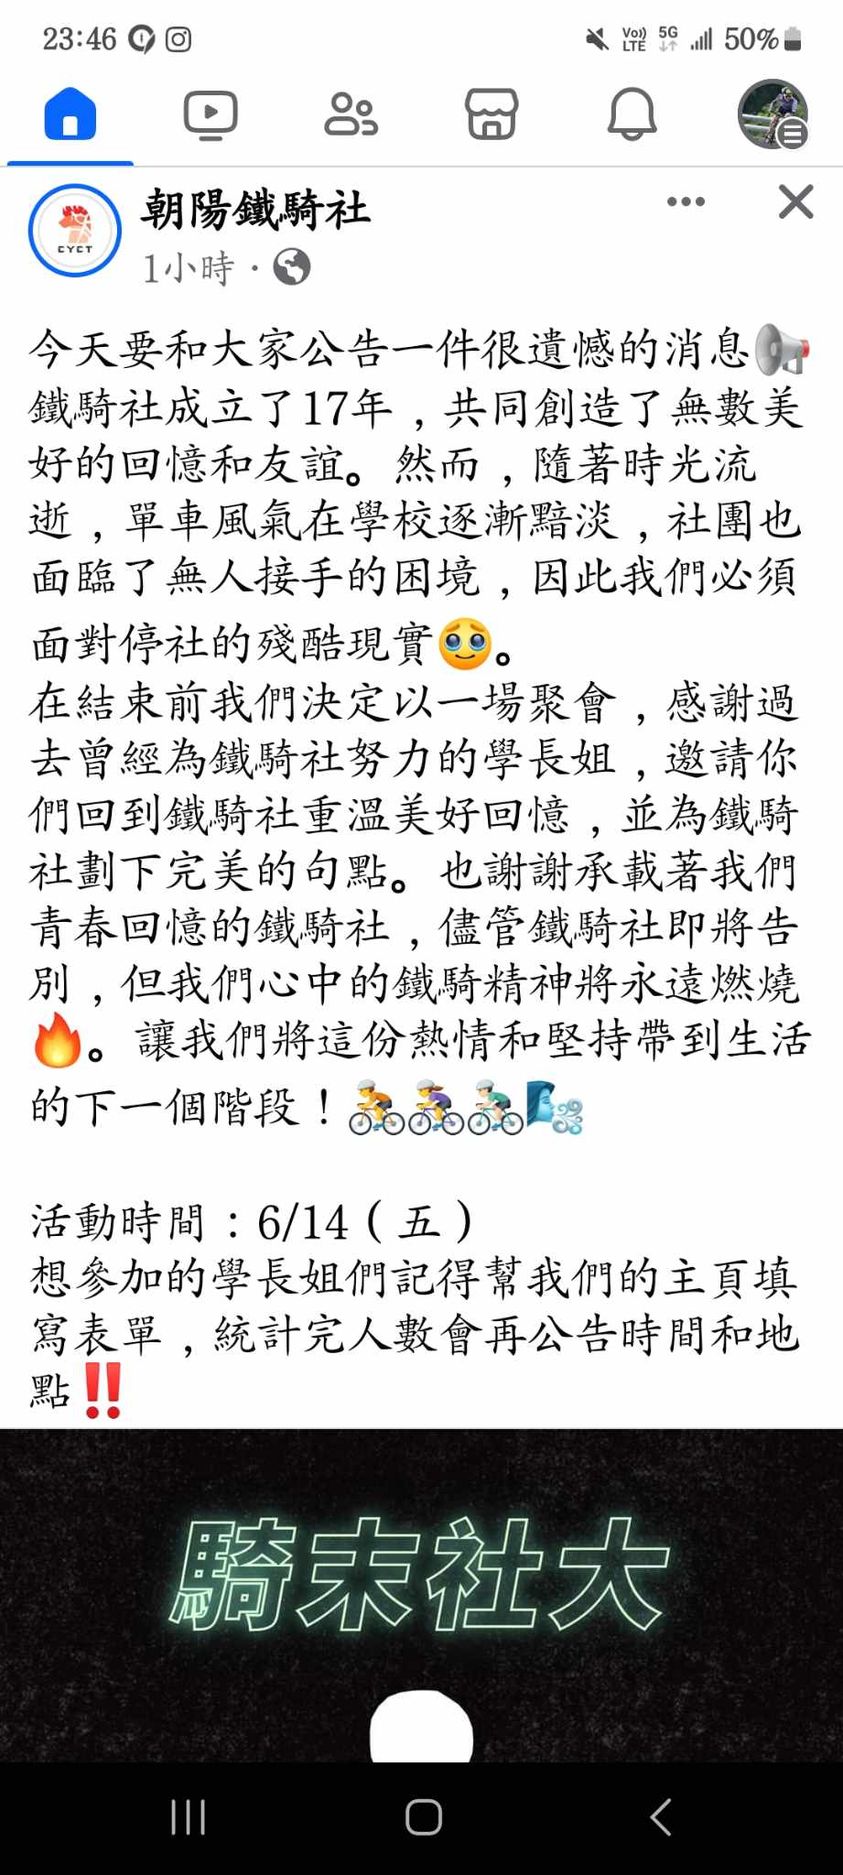 23:46 Vo)) LTE 5G 50%
朝陽鐵騎社
CYCT
1小時 ·
今天要和大家公告一件很遺憾的消息📢
鐵騎社成立了17年，共同創造了無數美
好的回憶和友誼。然而，隨著時光流
逝，單車風氣在學校逐漸黯淡，社團也
面臨了無人接手的困境，因此我們必須
面對停社的殘酷現實🥹。
在結束前我們決定以一場聚會，感謝過
去曾經為鐵騎社努力的學長姐，邀請你
們回到鐵騎社重溫美好回憶，並為鐵騎
社劃下完美的句點。也謝謝承載著我們
青春回憶的鐵騎社，儘管鐵騎社即將告
別，但我們心中的鐵騎精神將永遠燃燒
🔥。讓我們將這份熱情和堅持帶到生活
的下一個階段！🚴🚴‍♀️🚴🏻🌬️
活動時間：6/14（五）
想參加的學長姐們記得幫我們的主頁填
寫表單，統計完人數會再公告時間和地
點‼️
騎末社大